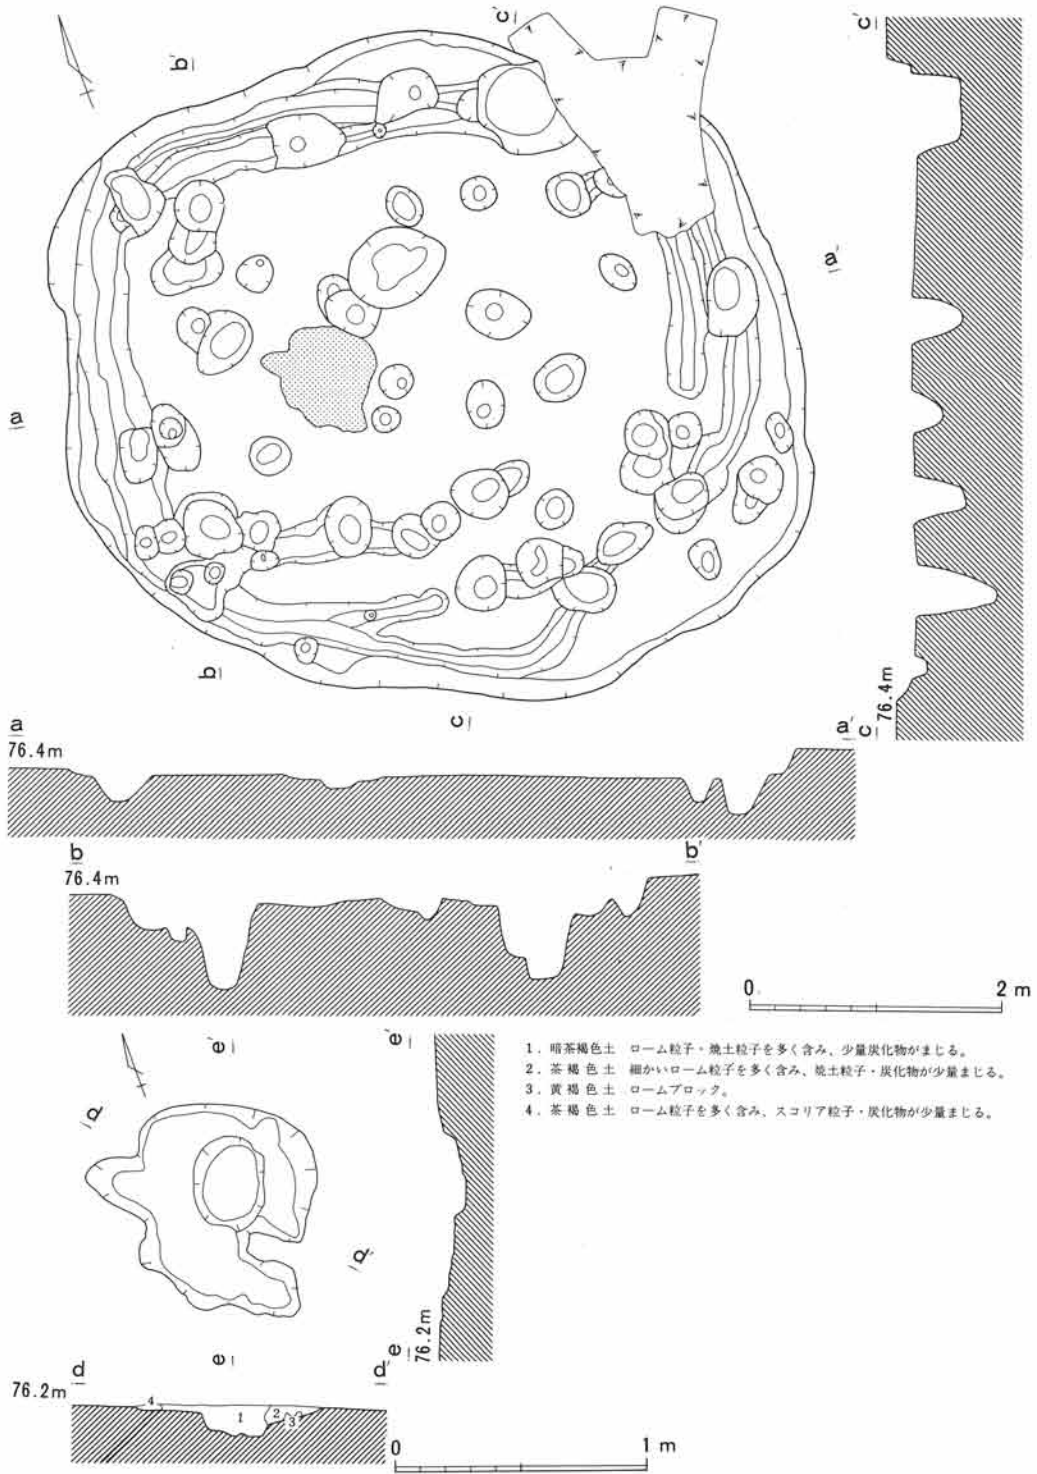 b'
c'
c'
a'
a
b
c
a
76.4m
a'
c
76.4m
b
76.4m
b'
0 2 m
e'
e'
d
d'
1. 暗茶褐色土 ローム粒子・焼土粒子を多く含み、少量炭化物がまじる。
2. 茶褐色土 細かいローム粒子を多く含み、焼土粒子・炭化物が少量まじる。
3. 黄褐色土 ロームブロック。
4. 茶褐色土 ローム粒子を多く含み、スコリア粒子・炭化物が少量まじる。
e
e
76.2m
d
d'
76.2m
4
1
2
3
0 1 m